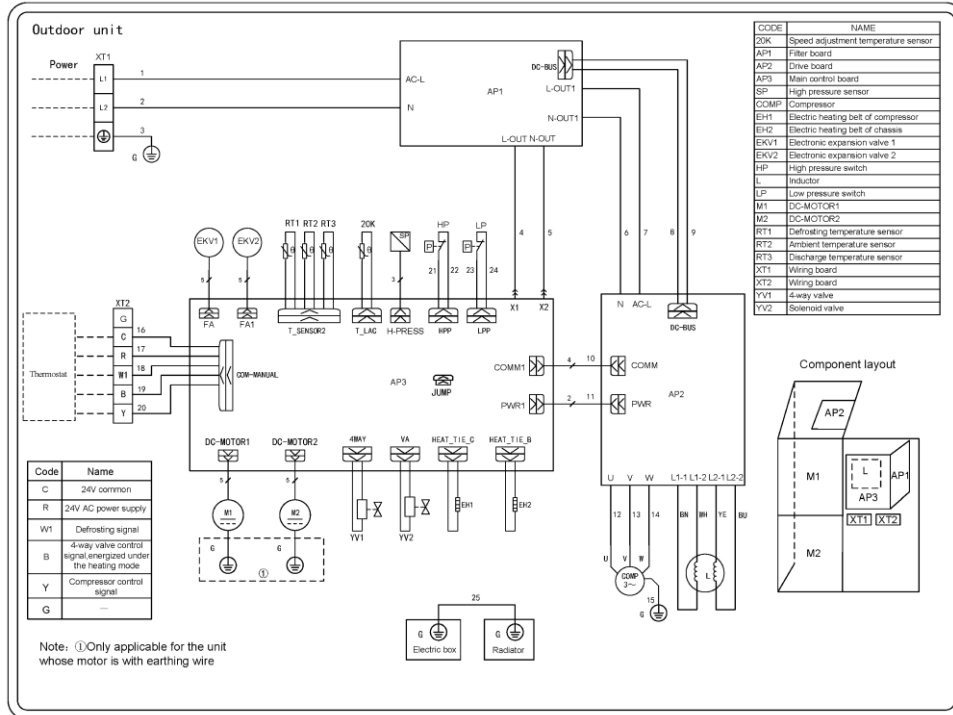 Outdoor unit
Power
XT1
L1
L2
1
2
3
G
AC-L
N
AP1
DC-BUS
L-OUT1
N-OUT1
L-OUT N-OUT
4
5
6
7
8
9
CODE NAME
20K Speed adjustment temperature sensor
AP1 Filter board
AP2 Drive board
AP3 Main control board
SP High pressure sensor
COMP Compressor
EH1 Electric heating belt of compressor
EH2 Electric heating belt of chassis
EKV1 Electronic expansion valve 1
EKV2 Electronic expansion valve 2
HP High pressure switch
L Inductor
LP Low pressure switch
M1 DC-MOTOR1
M2 DC-MOTOR2
RT1 Defrosting temperature sensor
RT2 Ambient temperature sensor
RT3 Discharge temperature sensor
XT1 Wiring board
XT2 Wiring board
YV1 4-way valve
YV2 Solenoid valve
EKV1
EKV2
RT1 RT2 RT3
20K
SP
HP
LP
θ θ θ θ
P
P
5
5
3
21
22
23
24
FA
FA1
T_SENSOR2
T_LAC
H-PRESS
HPP
LPP
X1
X2
N AC-L
DC-BUS
XT2
G
C
R
W1
B
Y
16
17
18
19
20
Thermostat
COM-MANUAL
AP3
JUMP
COMM1
4
10
COMM
PWR1
2
11
PWR
AP2
DC-MOTOR1
DC-MOTOR2
4WAY
VA
HEAT_TIE_C
HEAT_TIE_B
5
5
M1
M2
YV1
YV2
EH1
EH2
G
G
①
U V W L1-1 L1-2 L2-1 L2-2
12
13
14
BN
WH
YE
BU
U
V
W
COMP
3~
15
G
L
Component layout
AP2
M1
L
AP3
AP1
XT1 XT2
M2
Code Name
C 24V common
R 24V AC power supply
W1 Defrosting signal
B 4-way valve control
signal,energized under
the heating mode
Y Compressor control
signal
G —
25
G
Electric box
G
Radiator
Note: ①Only applicable for the unit
whose motor is with earthing wire